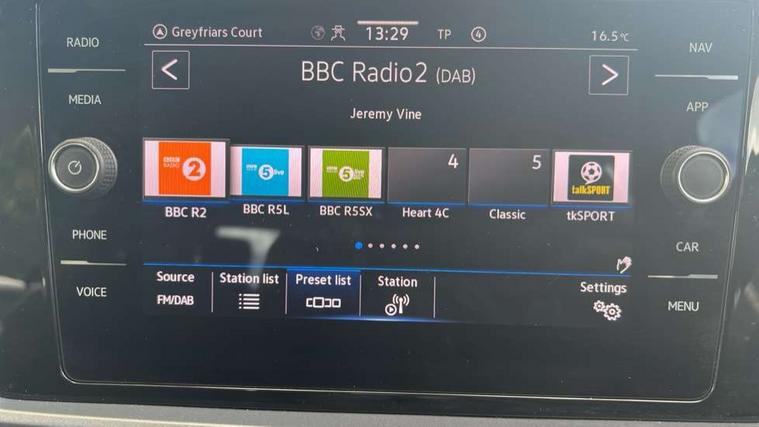 RADIO
MEDIA
PHONE
VOICE
Greyfriars Court
13:29
TP
4
16.5°C
BBC Radio2 (DAB)
Jeremy Vine
BBC
RADIO
2
5 live
5
4
5
talkSPORT
BBC R2
BBC R5L
BBC R5SX
Heart 4C
Classic
tkSPORT
Source
FM/DAB
Station list
Preset list
Station
Settings
NAV
APP
CAR
MENU